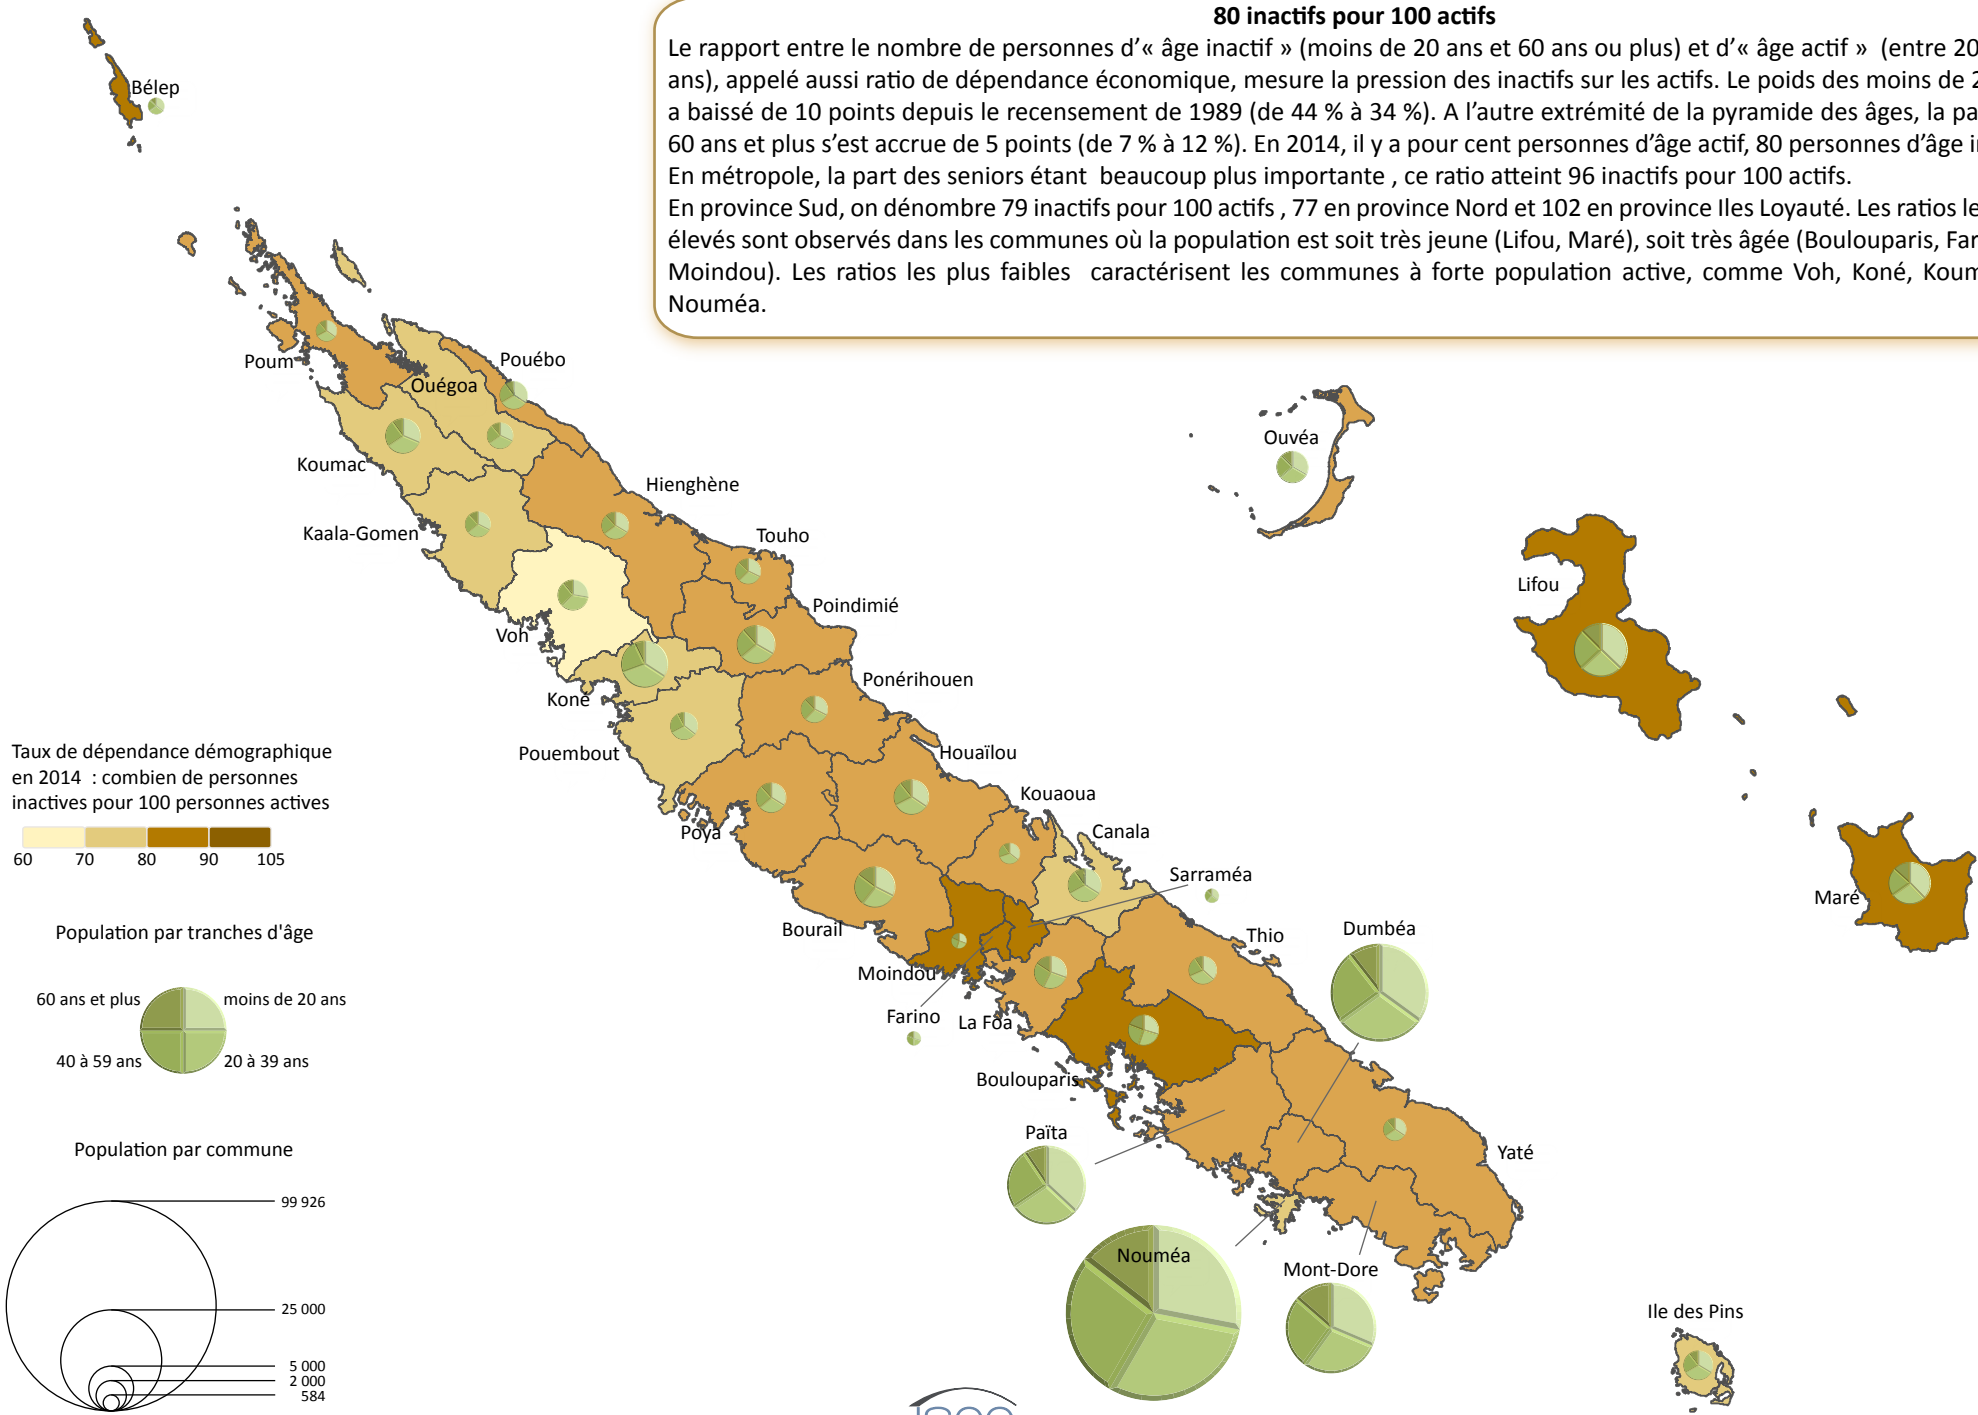 80 inactifs pour 100 actifs
Le rapport entre le nombre de personnes d'« âge inactif » (moins de 20 ans et 60 ans ou plus) et d'« âge actif » (entre 20
ans), appelé aussi ratio de dépendance économique, mesure la pression des inactifs sur les actifs. Le poids des moins de
a baissé de 10 points depuis le recensement de 1989 (de 44 % à 34 %). A l'autre extrémité de la pyramide des âges, la
60 ans et plus s'est accrue de 5 points (de 7 % à 12 %). En 2014, il y a pour cent personnes d'âge actif, 80 personnes d'âge
En métropole, la part des seniors étant beaucoup plus importante , ce ratio atteint 96 inactifs pour 100 actifs.
En province Sud, on dénombre 79 inactifs pour 100 actifs , 77 en province Nord et 102 en province Iles Loyauté. Les ratios
élevés sont observés dans les communes où la population est soit très jeune (Lifou, Maré), soit très âgée (Boulouparis,
Moindou). Les ratios les plus faibles caractérisent les communes à forte population active, comme Voh, Koné,
Nouméa.
Bélep
Poum
Pouébo
Ouégoa
Koumac
Hienghène
Kaala-Gomen
Touho
Ouvéa
Lifou
Poindimié
Voh
Ponérihouen
Koné
Pouembout
Houaïlou
Kouaoua
Poya
Canala
Sarraméa
Maré
Bourail
Thio
Dumbéa
Moindou
Farino
La Foa
Boulouparis
Païta
Yaté
Nouméa
Mont-Dore
Ile des Pins
Taux de dépendance démographique
en 2014 : combien de personnes
inactives pour 100 personnes actives
60 70 80 90 105
Population par tranches d'âge
60 ans et plus moins de 20 ans
40 à 59 ans 20 à 39 ans
Population par commune
99 926
25 000
5 000
2 000
584